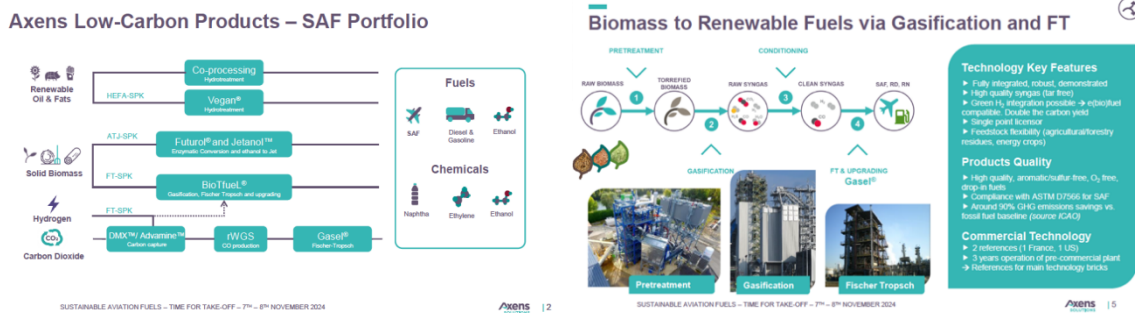 Axens Low-Carbon Products – SAF Portfolio
Renewable
Oil & Fats
HEFA-SPK
Co-processing
Hydrotreatment
Vegan®
Hydrotreatment
ATJ-SPK
Futurol® and Jetanol™
Enzymatic Conversion and ethanol to Jet
Solid Biomass
FT-SPK
BioTfueL®
Gasification, Fischer Tropsch and upgrading
Hydrogen
FT-SPK
CO₂
Carbon Dioxide
DMX™/ Advamine™
Carbon capture
rWGS
CO production
Gasel®
Fischer-Tropsch
Fuels
SAF
Diesel &
Gasoline
Ethanol
Chemicals
Naphtha
Ethylene
Ethanol
SUSTAINABLE AVIATION FUELS – TIME FOR TAKE-OFF – 7TH – 8TH NOVEMBER 2024
Axens
SOLUTIONS
| 2
Biomass to Renewable Fuels via Gasification and FT
PRETREATMENT
CONDITIONING
RAW BIOMASS
TORREFIED
BIOMASS
RAW SYNGAS
CLEAN SYNGAS
SAF, RD, RN
1
2
3
4
GASIFICATION
FT & UPGRADING
Gasel®
Pretreatment
Gasification
Fischer Tropsch
Technology Key Features
Fully integrated, robust, demonstrated
High quality syngas (tar free)
Green H₂ integration possible → e(bio)fuel
compatible. Double the carbon yield
Single point licensor
Feedstock flexibility (agricultural/forestry
residues, energy crops)
Products Quality
High quality, aromatic/sulfur-free, O₂ free,
drop-in fuels
Compliance with ASTM D7566 for SAF
Around 90% GHG emissions savings vs.
fossil fuel baseline (source ICAO)
Commercial Technology
2 references (1 France, 1 US)
3 years operation of pre-commercial plant
→ References for main technology bricks
SUSTAINABLE AVIATION FUELS – TIME FOR TAKE-OFF – 7TH – 8TH NOVEMBER 2024
Axens
SOLUTIONS
| 5